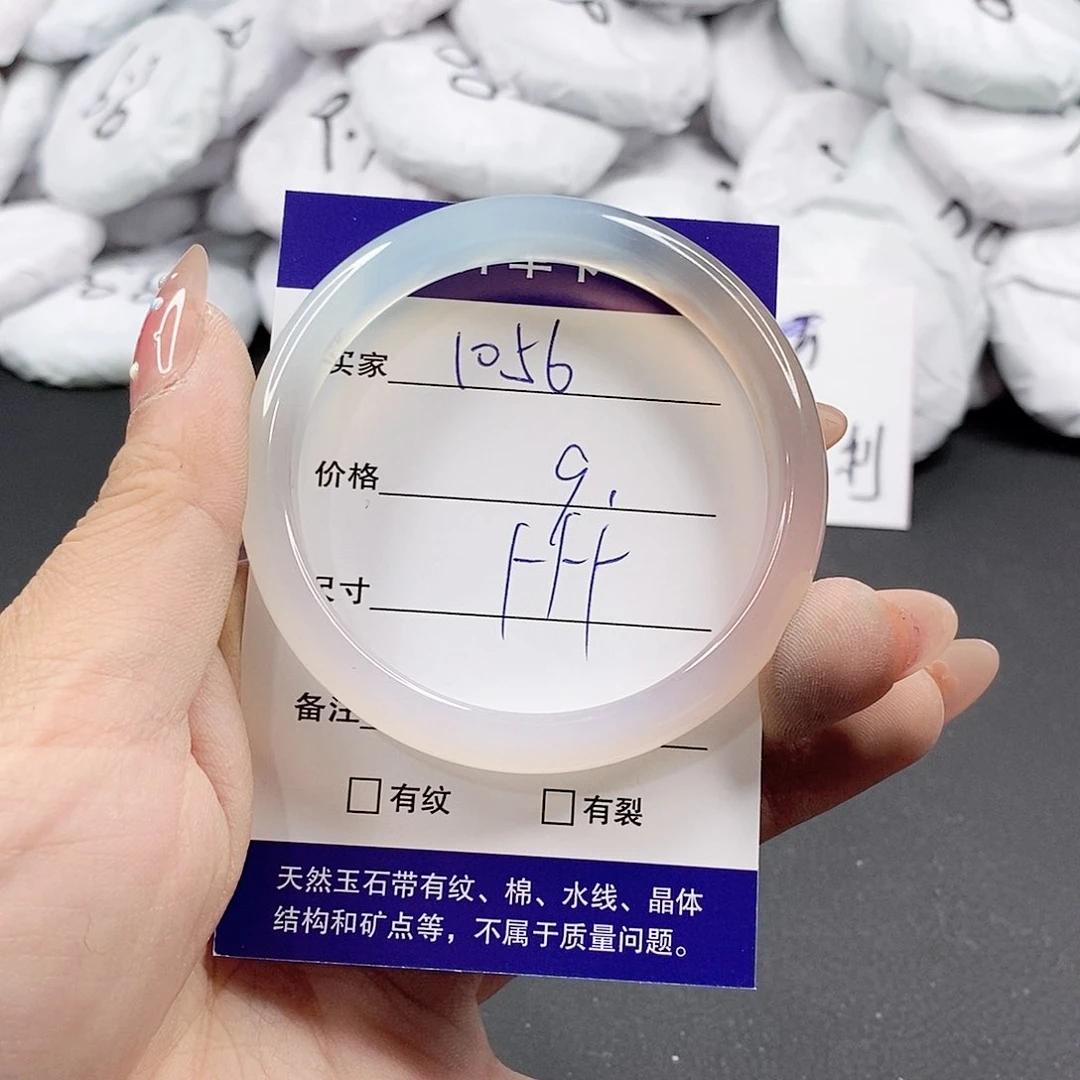 买家 1056
价格 9.
尺寸
备注
有纹 有裂
天然玉石带有纹、棉、水线、晶体
结构和矿点等，不属于质量问题。